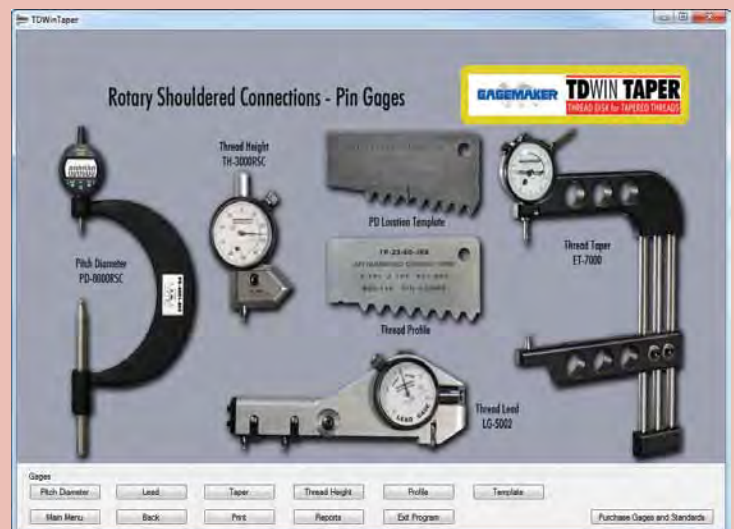 TDWinTaper
Rotary Shouldered Connections - Pin Gages
GAGEMAKER
TDWIN TAPER
THREAD DISK for TAPERED THREADS
Thread Height
TH-3000RSC
PD Location Template
Pitch Diameter
PD-8000RSC
Thread Profile
Thread Taper
ET-7000
LEAD GAGE
Thread Lead
LG-5002
Gages
Pitch Diameter
Lead
Taper
Thread Height
Profile
Template
Main Menu
Back
Print
Reports
Exit Program
Purchase Gages and Standards